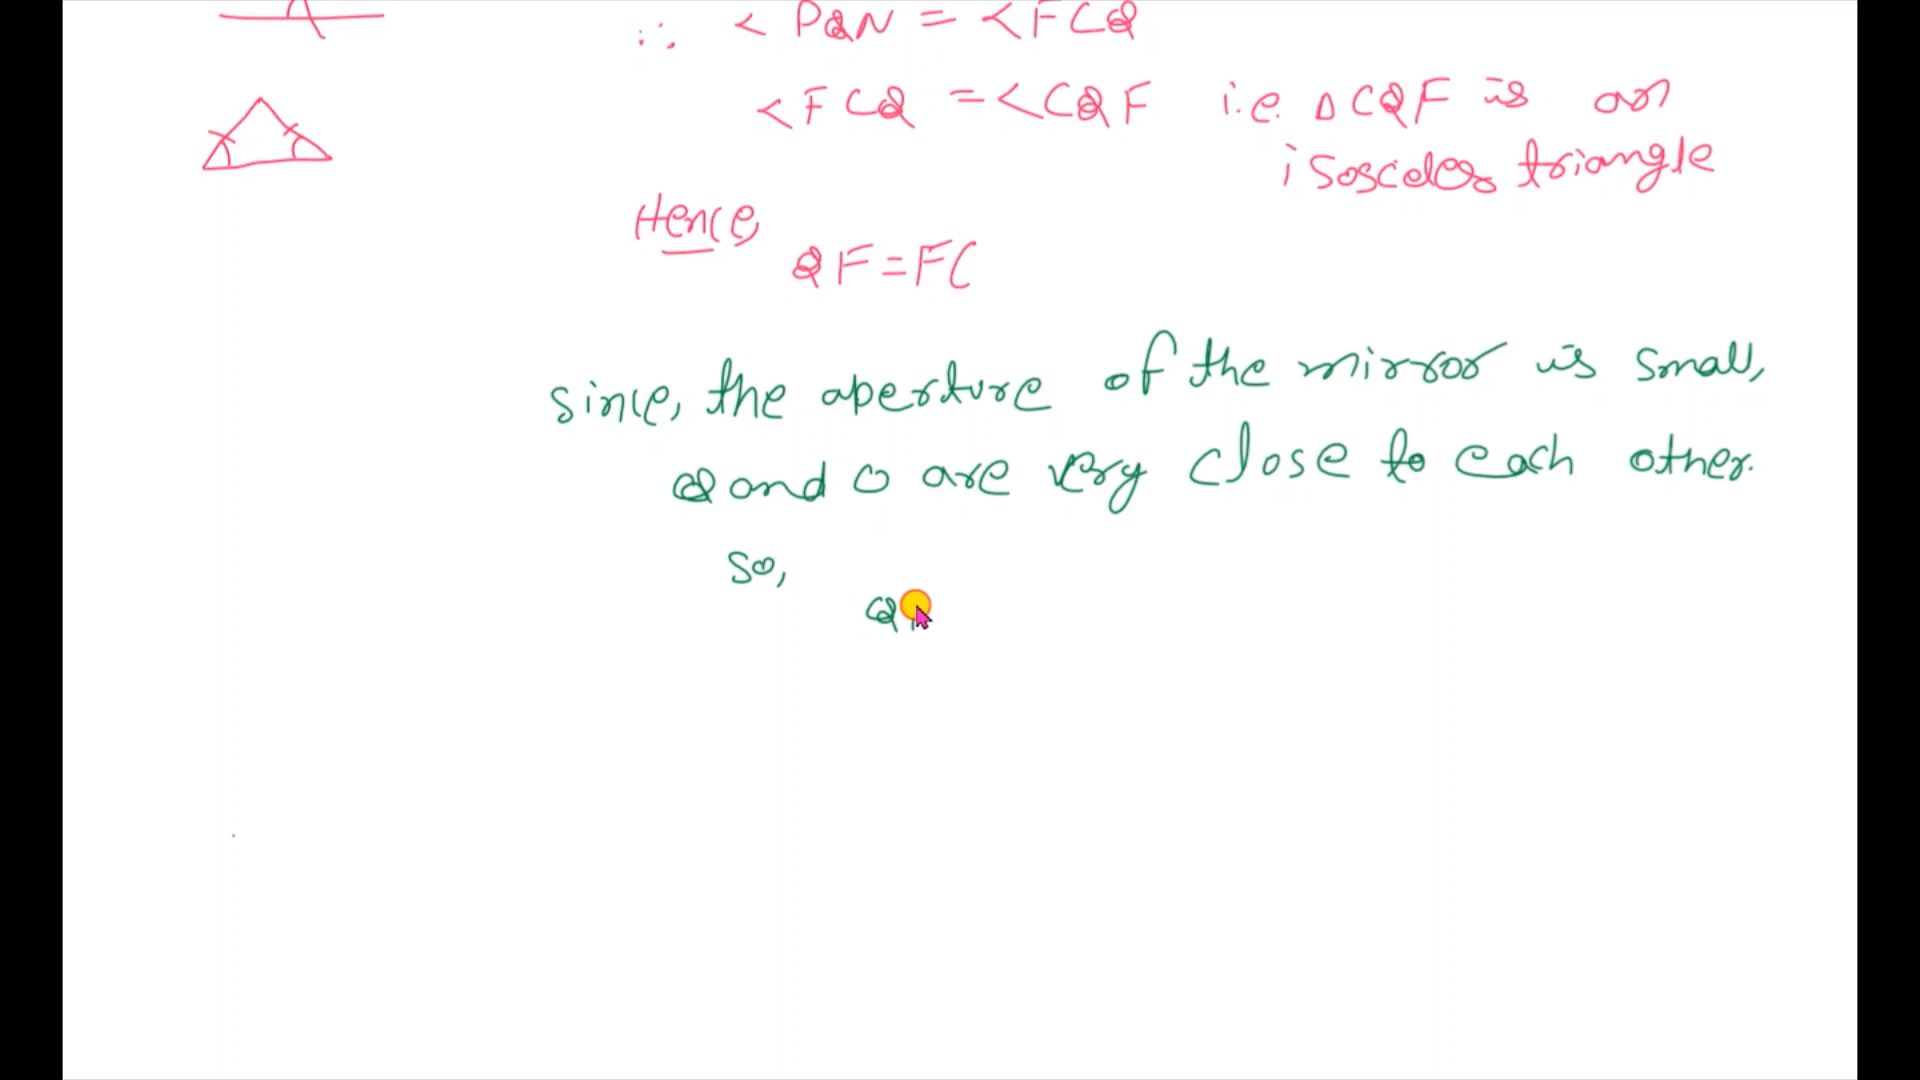 ∴ < PQN = < FCQ
< FCQ = < CQF i.e. △ CQF is an
isosceles triangle
Hence,
QF = FC
since, the aperture of the mirror is small,
Q and O are very close to each other.
so,
Q